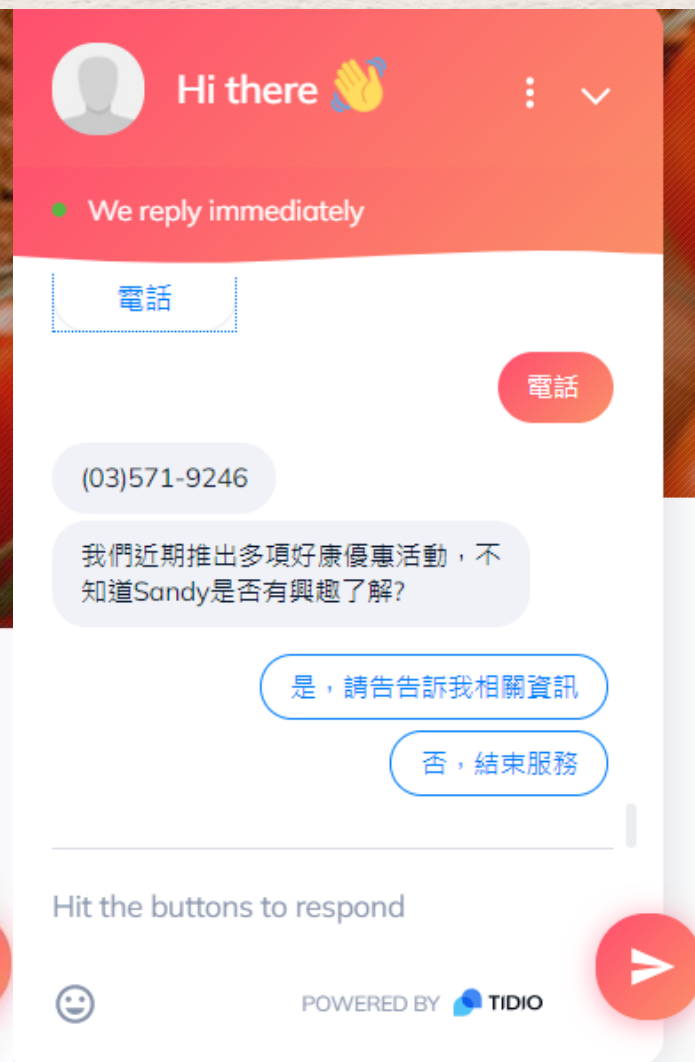 Hi there 👋
We reply immediately
電話
電話
(03)571-9246
我們近期推出多項好康優惠活動，不
知道Sandy是否有興趣了解?
是，請告告訴我相關資訊
否，結束服務
Hit the buttons to respond
POWERED BY TIDIO